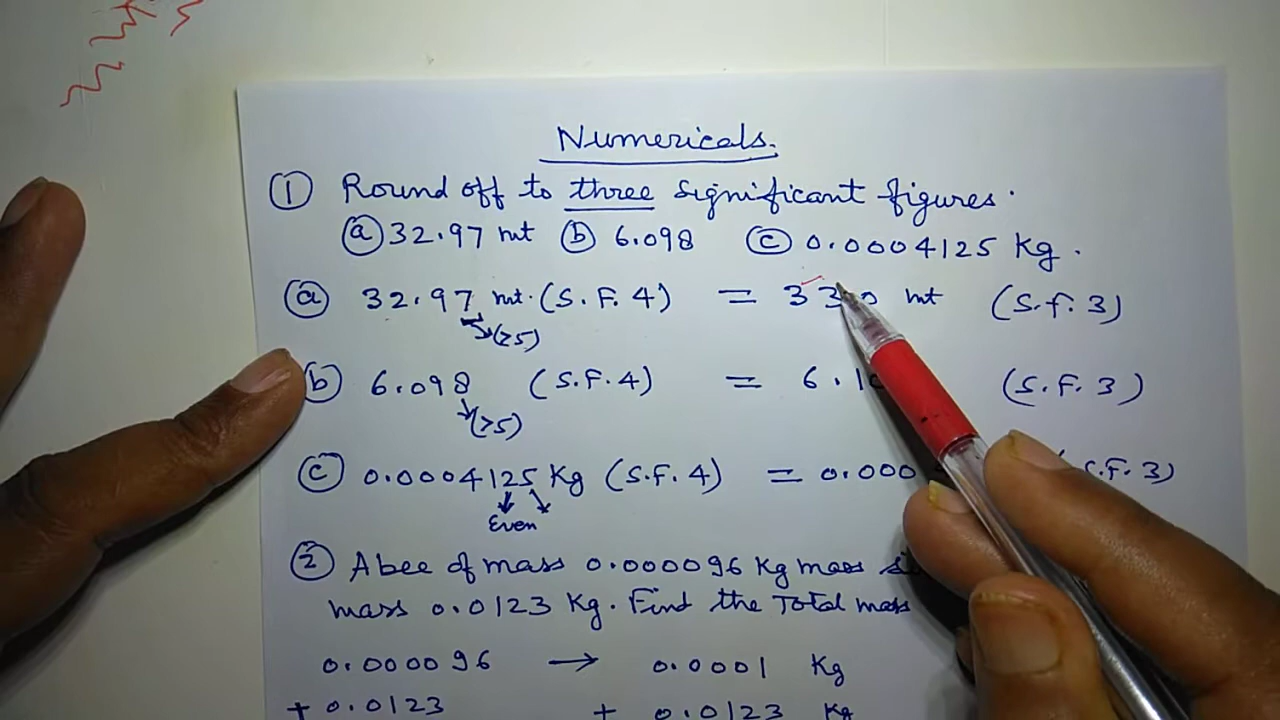 Numericals.
① Round off to three significant figures.
ⓐ 32.97 mt ⓑ 6.098 ⓒ 0.0004125 Kg.
ⓐ 32.97 mt. (S.F. 4) = 33 0 mt (S.F. 3)
(>5)
ⓑ 6.098 (S.F. 4) = 6.10 (S.F. 3)
(>5)
ⓒ 0.0004125 Kg (S.F. 4) = 0.000 S.F. 3)
Even
② A bee of mass 0.000096 Kg mass
mass 0.0123 Kg. Find the Total mass
0.000096 → 0.0001 Kg
+ 0.0123 + 0.0123 Kg